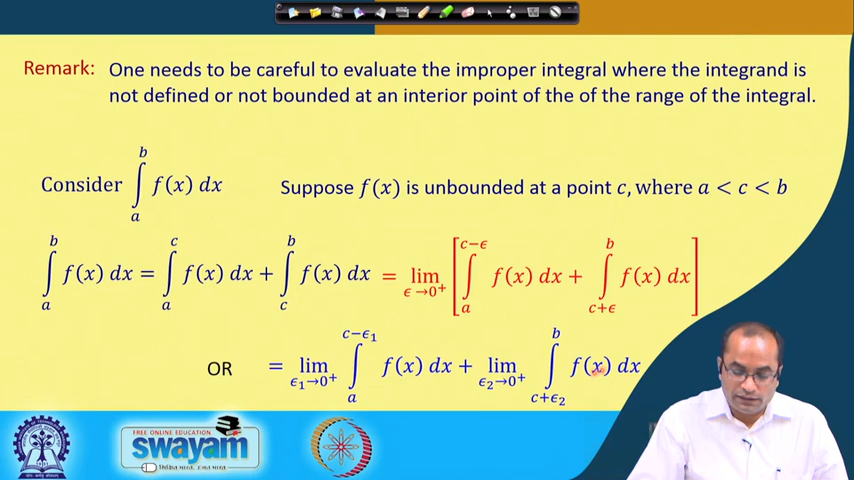 Remark: One needs to be careful to evaluate the improper integral where the integrand is
not defined or not bounded at an interior point of the of the range of the integral.
Consider ∫_a^b f(x) dx Suppose f(x) is unbounded at a point c, where a < c < b
∫_a^b f(x) dx = ∫_a^c f(x) dx + ∫_c^b f(x) dx = lim_{ϵ→0⁺} [∫_a^{c−ϵ} f(x) dx + ∫_{c+ϵ}^b f(x) dx]
OR = lim_{ϵ₁→0⁺} ∫_a^{c−ϵ₁} f(x) dx + lim_{ϵ₂→0⁺} ∫_{c+ϵ₂}^b f(x) dx
FREE ONLINE EDUCATION
swayam